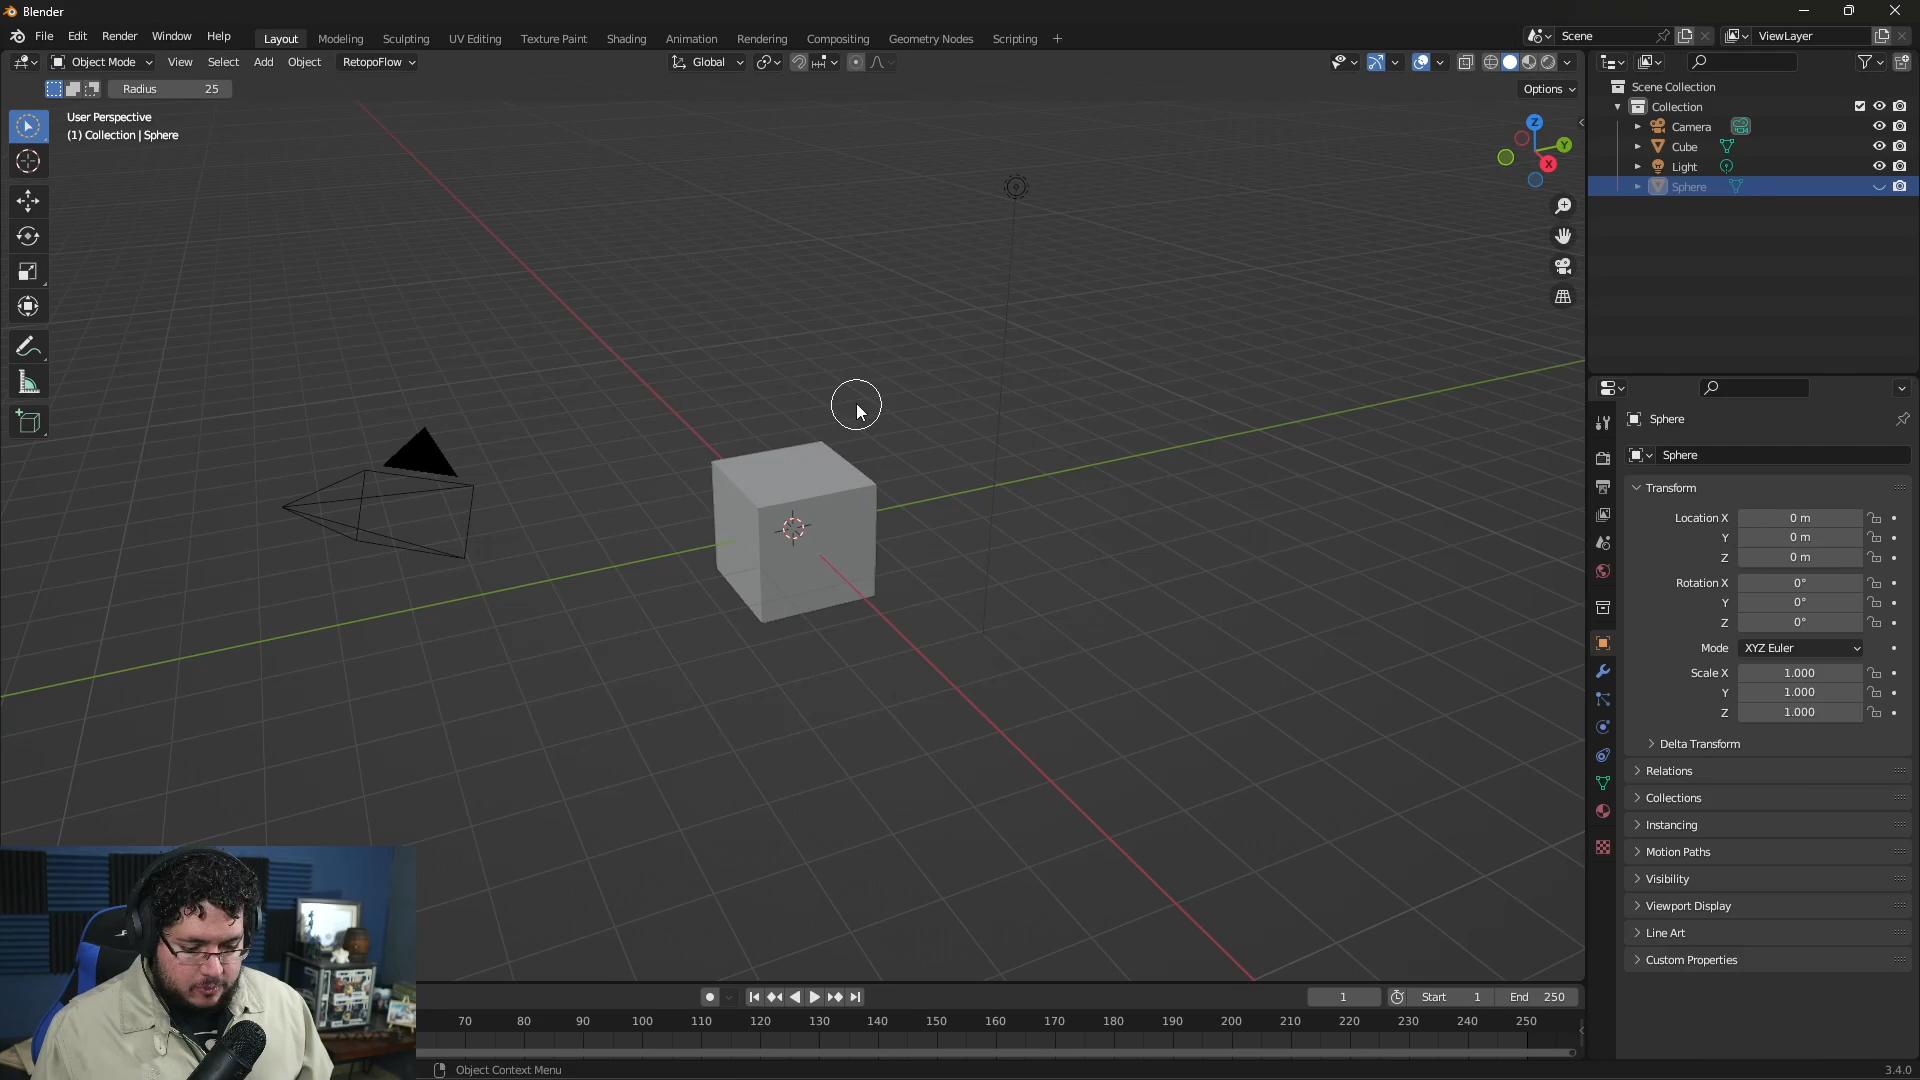 Blender
File Edit Render Window Help Layout Modeling Sculpting UV Editing Texture Paint Shading Animation Rendering Compositing Geometry Nodes Scripting + Scene ViewLayer
Object Mode View Select Add Object RetopoFlow Global
Radius 25 Options
User Perspective
(1) Collection | Sphere
Z
Y
X
Scene Collection
Collection
Camera
Cube
Light
Sphere
Sphere
Sphere
Transform
Location X 0 m
Y 0 m
Z 0 m
Rotation X 0°
Y 0°
Z 0°
Mode XYZ Euler
Scale X 1.000
Y 1.000
Z 1.000
Delta Transform
Relations
Collections
Instancing
Motion Paths
Visibility
Viewport Display
Line Art
Custom Properties
1 Start 1 End 250
70 80 90 100 110 120 130 140 150 160 170 180 190 200 210 220 230 240 250
Object Context Menu 3.4.0